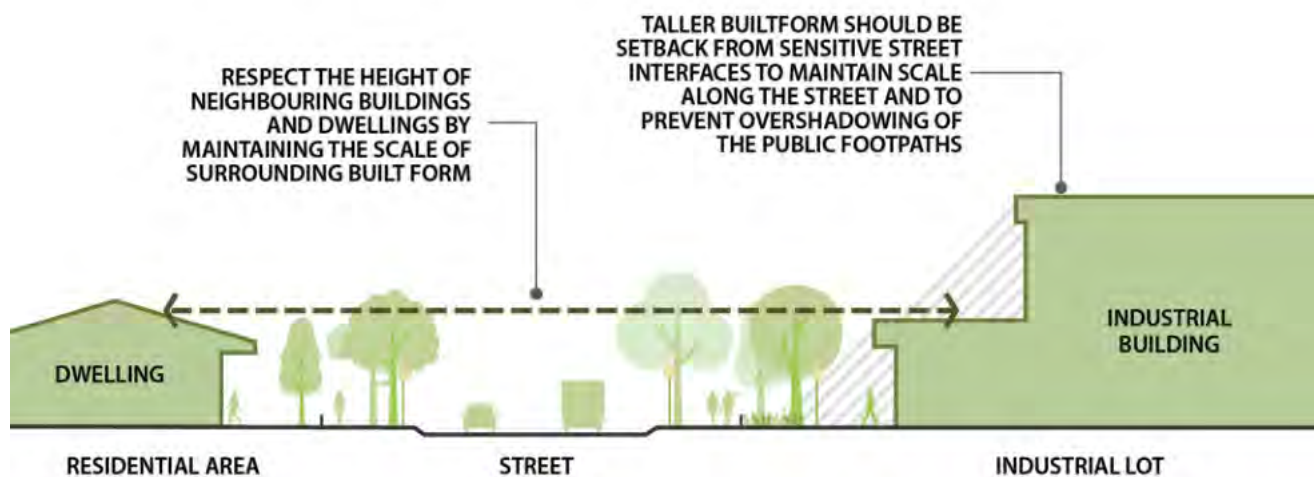 RESPECT THE HEIGHT OF
NEIGHBOURING BUILDINGS
AND DWELLINGS BY
MAINTAINING THE SCALE OF
SURROUNDING BUILT FORM
TALLER BUILTFORM SHOULD BE
SETBACK FROM SENSITIVE STREET
INTERFACES TO MAINTAIN SCALE
ALONG THE STREET AND TO
PREVENT OVERSHADOWING OF
THE PUBLIC FOOTPATHS
DWELLING
INDUSTRIAL
BUILDING
RESIDENTIAL AREA
STREET
INDUSTRIAL LOT